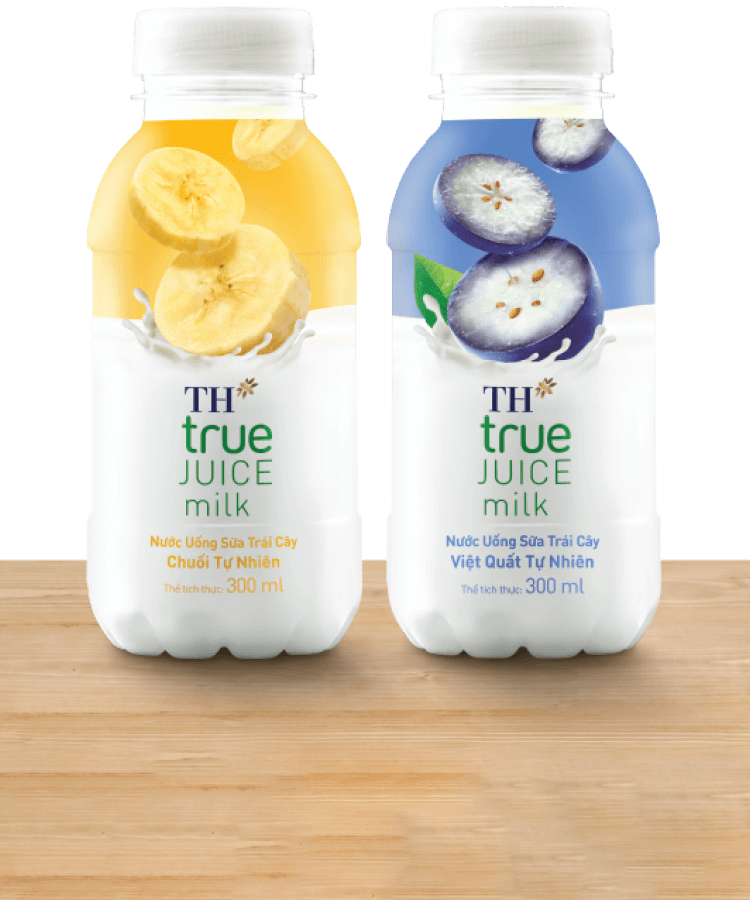 TH
true
JUICE
milk
Nước Uống Sữa Trái Cây
Chuối Tự Nhiên
Thể tích thực: 300 ml
TH
true
JUICE
milk
Nước Uống Sữa Trái Cây
Việt Quất Tự Nhiên
Thể tích thực: 300 ml